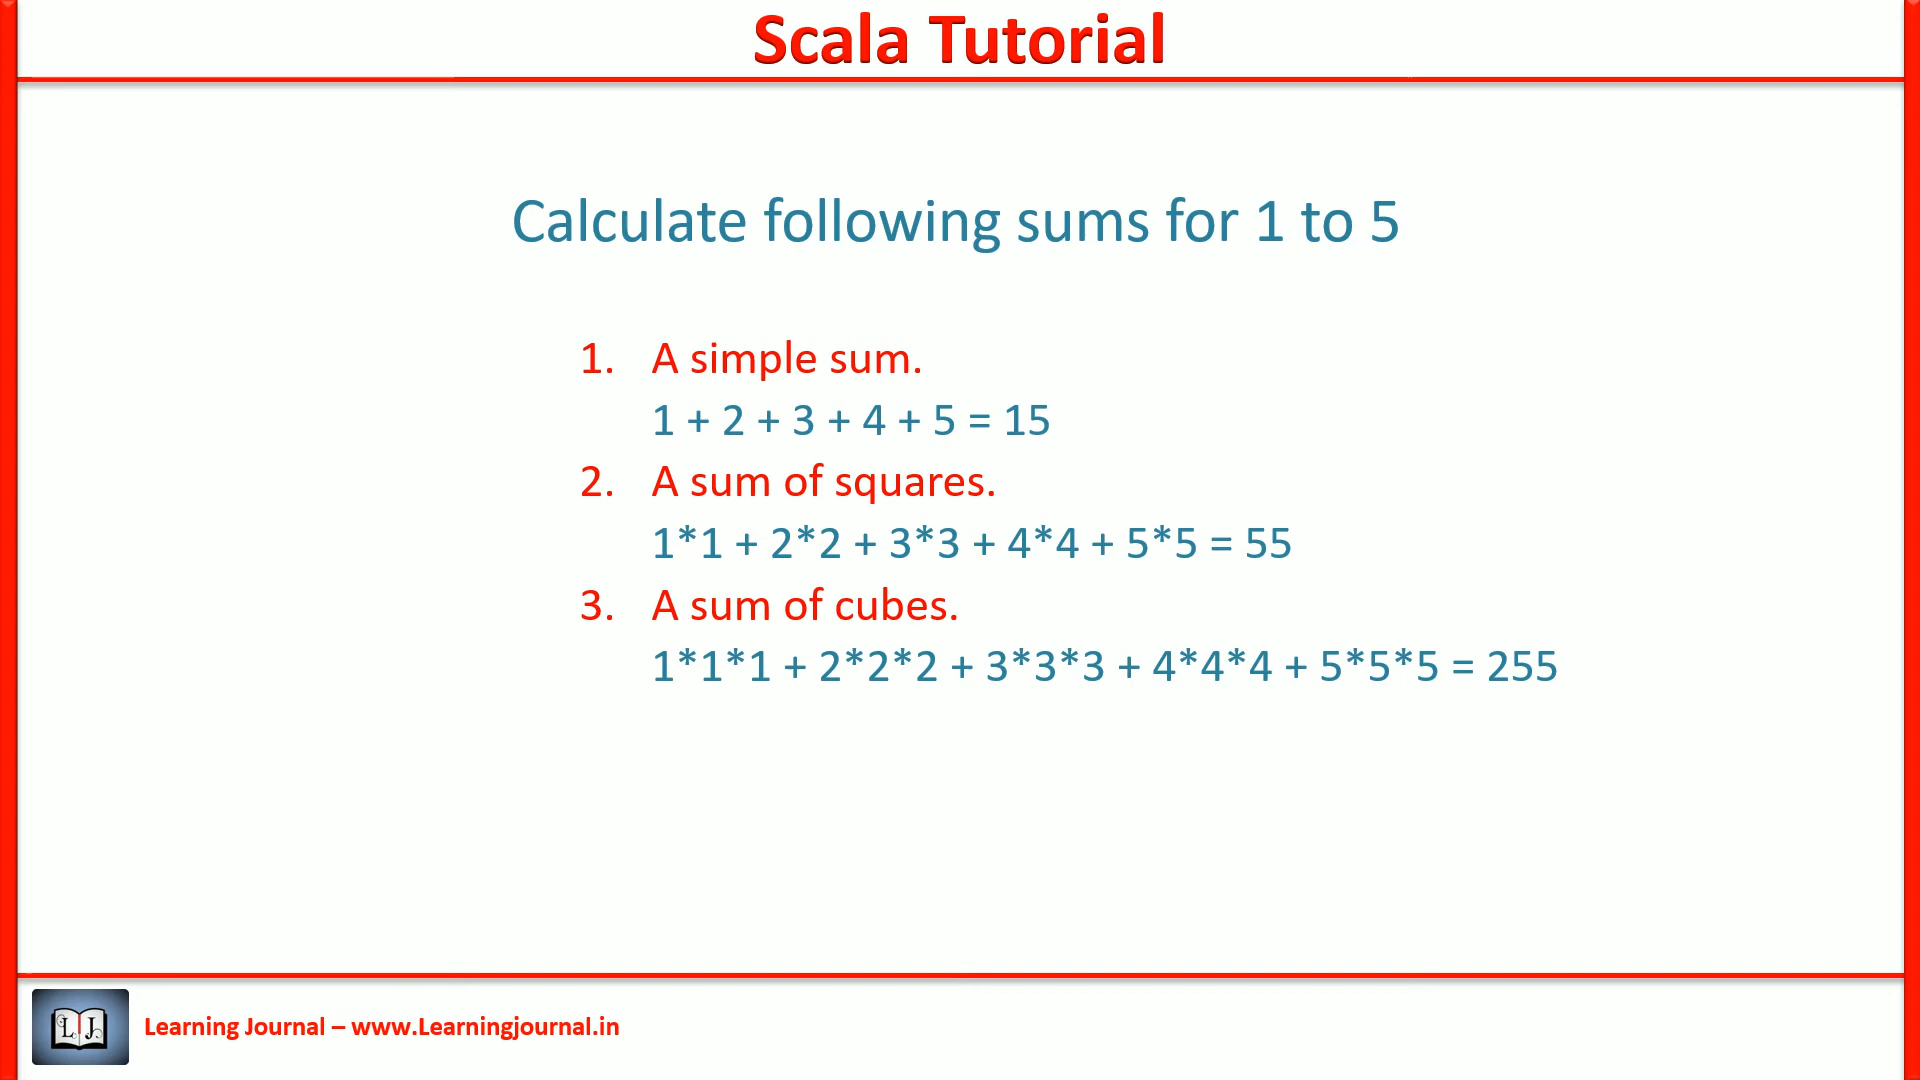 Scala Tutorial
Calculate following sums for 1 to 5
1. A simple sum.
1 + 2 + 3 + 4 + 5 = 15
2. A sum of squares.
1*1 + 2*2 + 3*3 + 4*4 + 5*5 = 55
3. A sum of cubes.
1*1*1 + 2*2*2 + 3*3*3 + 4*4*4 + 5*5*5 = 255
L J
Learning Journal – www.Learningjournal.in